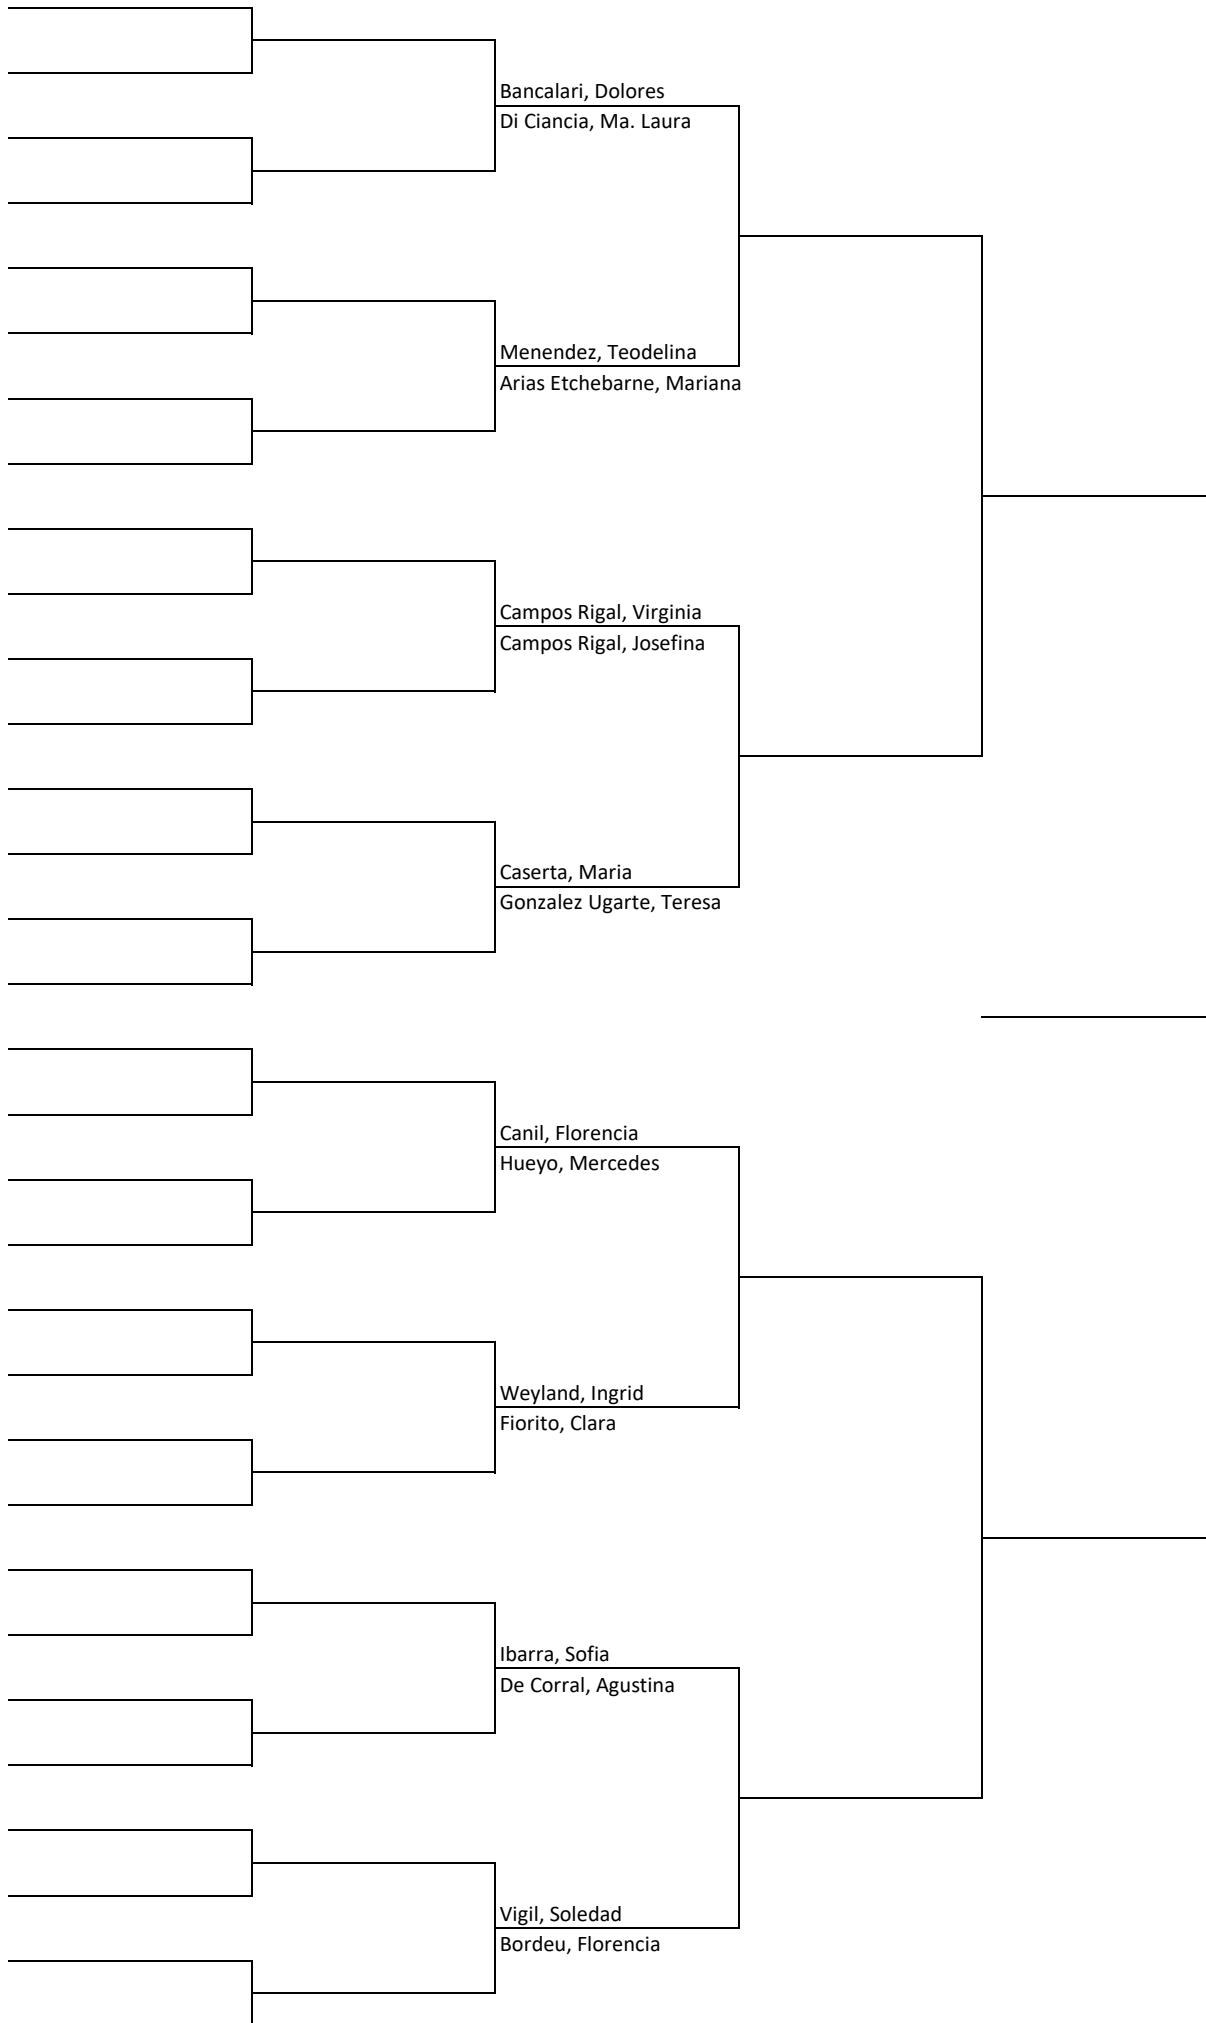 Bancalari, Dolores
Di Ciancia, Ma. Laura
Menendez, Teodelina
Arias Etchebarne, Mariana
Campos Rigal, Virginia
Campos Rigal, Josefina
Caserta, Maria
Gonzalez Ugarte, Teresa
Canil, Florencia
Hueyo, Mercedes
Weyland, Ingrid
Fiorito, Clara
Ibarra, Sofia
De Corral, Agustina
Vigil, Soledad
Bordeu, Florencia